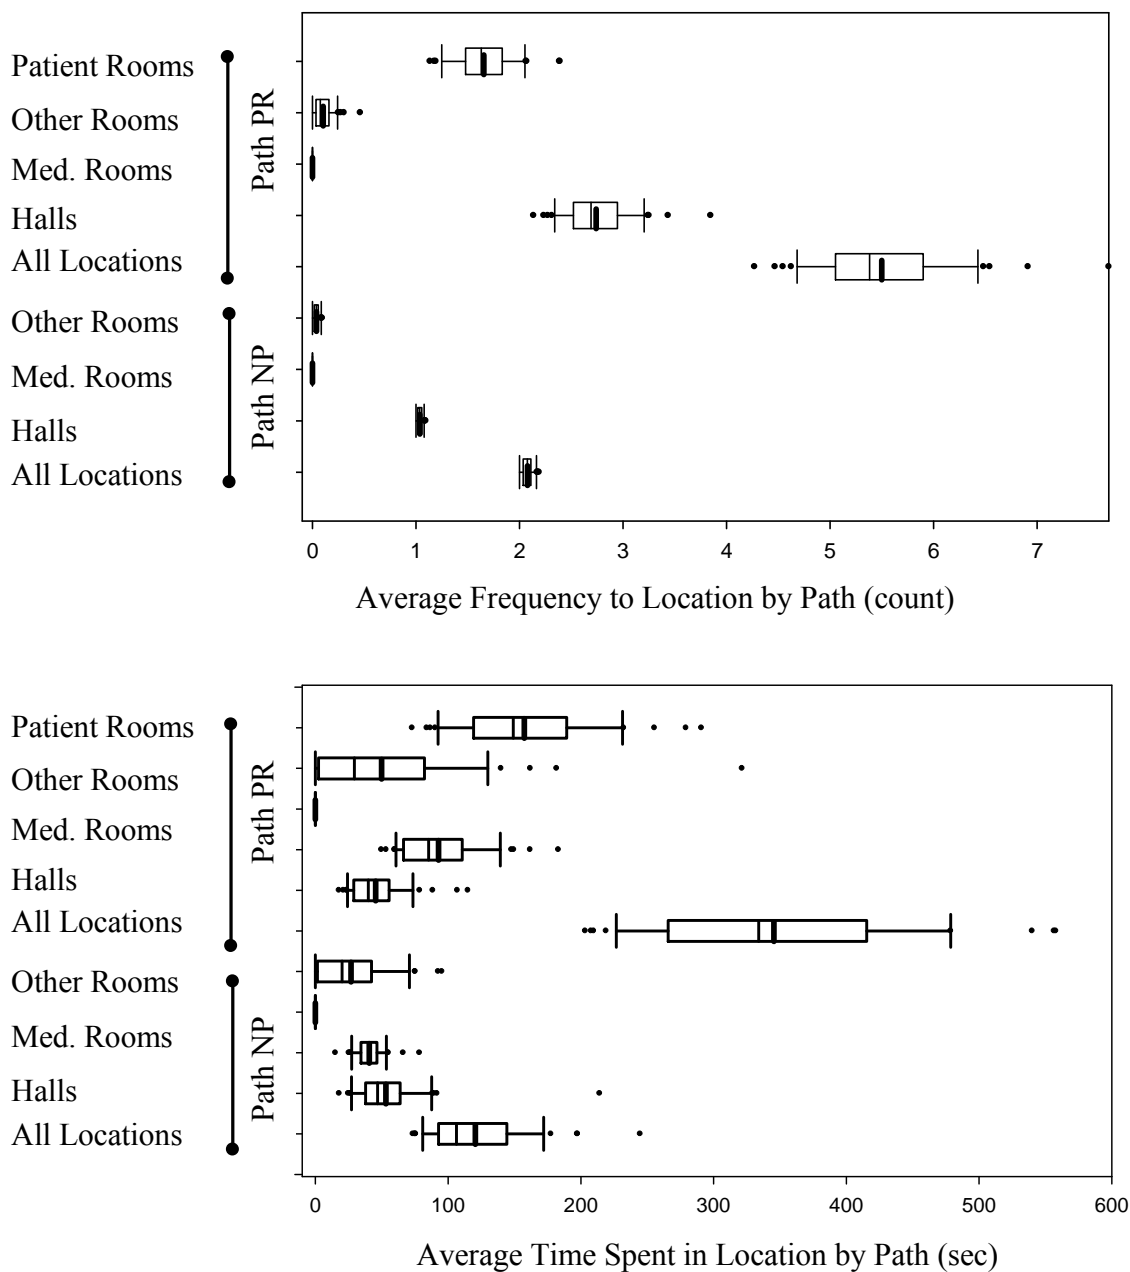 Patient Rooms
Other Rooms
Med. Rooms
Halls
All Locations
Path PR
Other Rooms
Med. Rooms
Halls
All Locations
Path NP
0 1 2 3 4 5 6 7
Average Frequency to Location by Path (count)
Patient Rooms
Other Rooms
Med. Rooms
Halls
All Locations
Path PR
Other Rooms
Med. Rooms
Halls
All Locations
Path NP
0 100 200 300 400 500 600
Average Time Spent in Location by Path (sec)